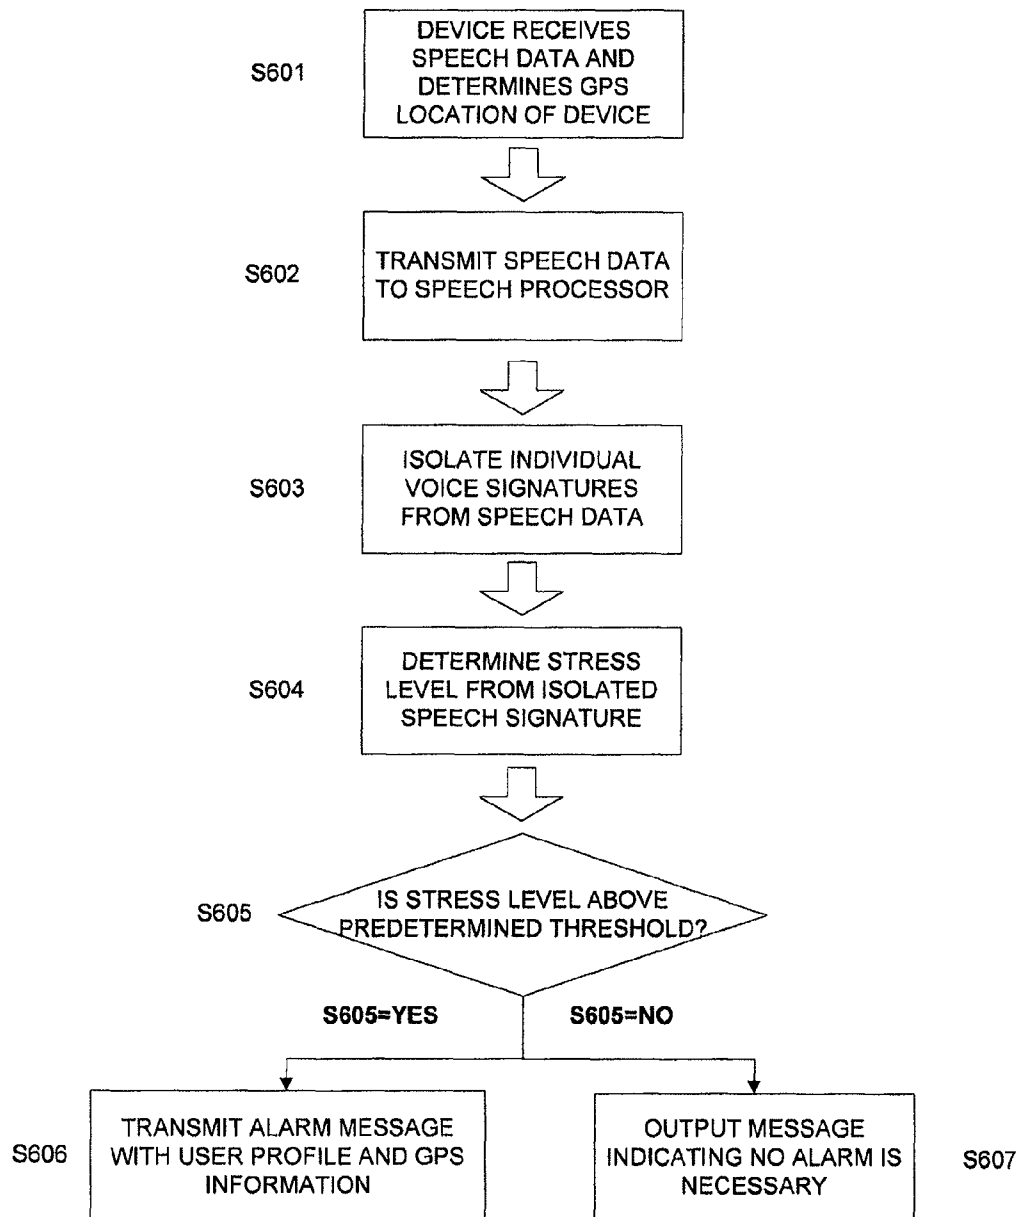 S601
DEVICE RECEIVES
SPEECH DATA AND
DETERMINES GPS
LOCATION OF DEVICE
S602
TRANSMIT SPEECH DATA
TO SPEECH PROCESSOR
S603
ISOLATE INDIVIDUAL
VOICE SIGNATURES
FROM SPEECH DATA
S604
DETERMINE STRESS
LEVEL FROM ISOLATED
SPEECH SIGNATURE
S605
IS STRESS LEVEL ABOVE
PREDETERMINED THRESHOLD?
S605=YES
S605=NO
S606
TRANSMIT ALARM MESSAGE
WITH USER PROFILE AND GPS
INFORMATION
OUTPUT MESSAGE
INDICATING NO ALARM IS
NECESSARY
S607